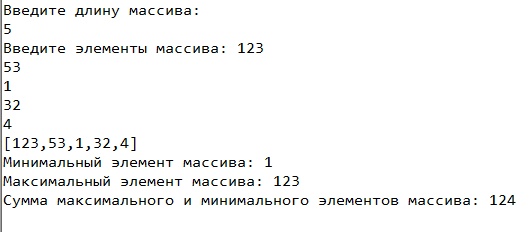 Введите длину массива:
5
Введите элементы массива: 123
53
1
32
4
[123,53,1,32,4]
Минимальный элемент массива: 1
Максимальный элемент массива: 123
Сумма максимального и минимального элементов массива: 124